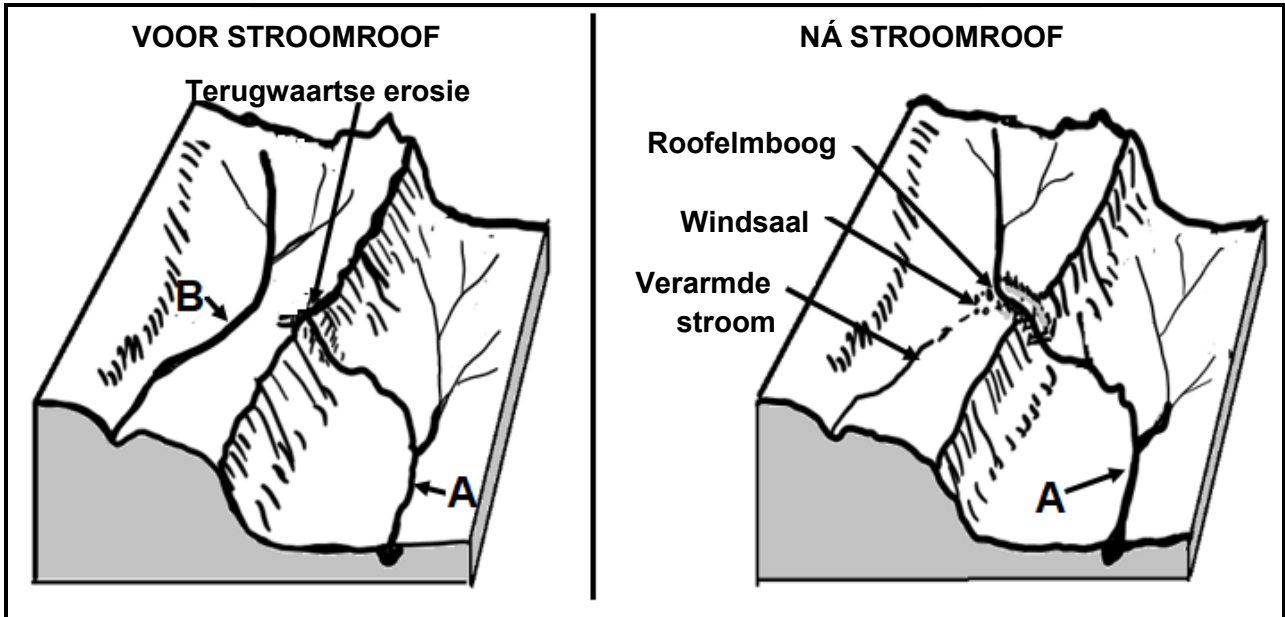 VOOR STROOMROOF
Terugwaartse erosie
B
A
NÁ STROOMROOF
Roofelmboog
Windsaal
Verarmde
stroom
A